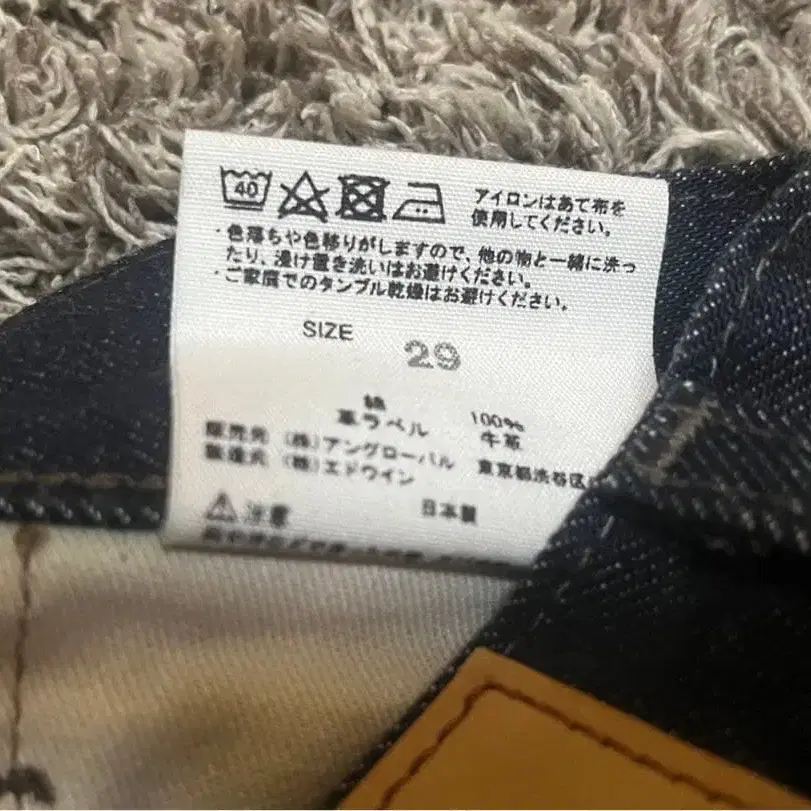 40
アイロンはあて布を
使用してください。
・色落ちや色移りがしますので、他の物と一緒に洗っ
たり、浸け置き洗いはお避けください。
・ご家庭でのタンブル乾燥はお避けください。
SIZE 29
綿 100%
革ラベル 牛革
販売元 (株)アングローバル 東京都渋谷区
製造元 (株)エドウイン
注意 日本製